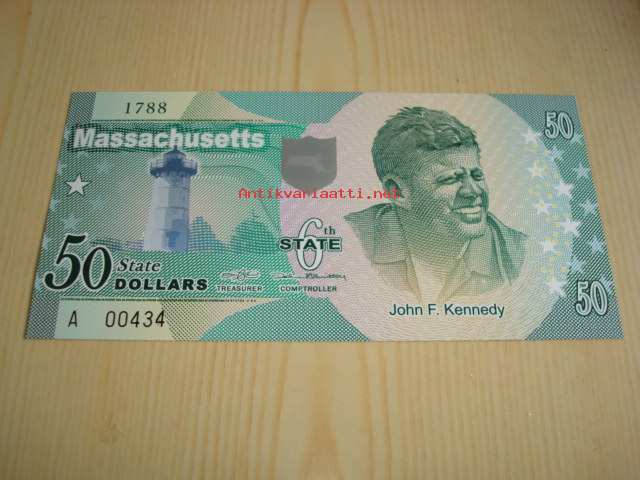 1788
Massachusetts
50
Antikvariaatti.net
6th
STATE
50 State
DOLLARS
TREASURER COMPTROLLER
A 00434
John F. Kennedy
50